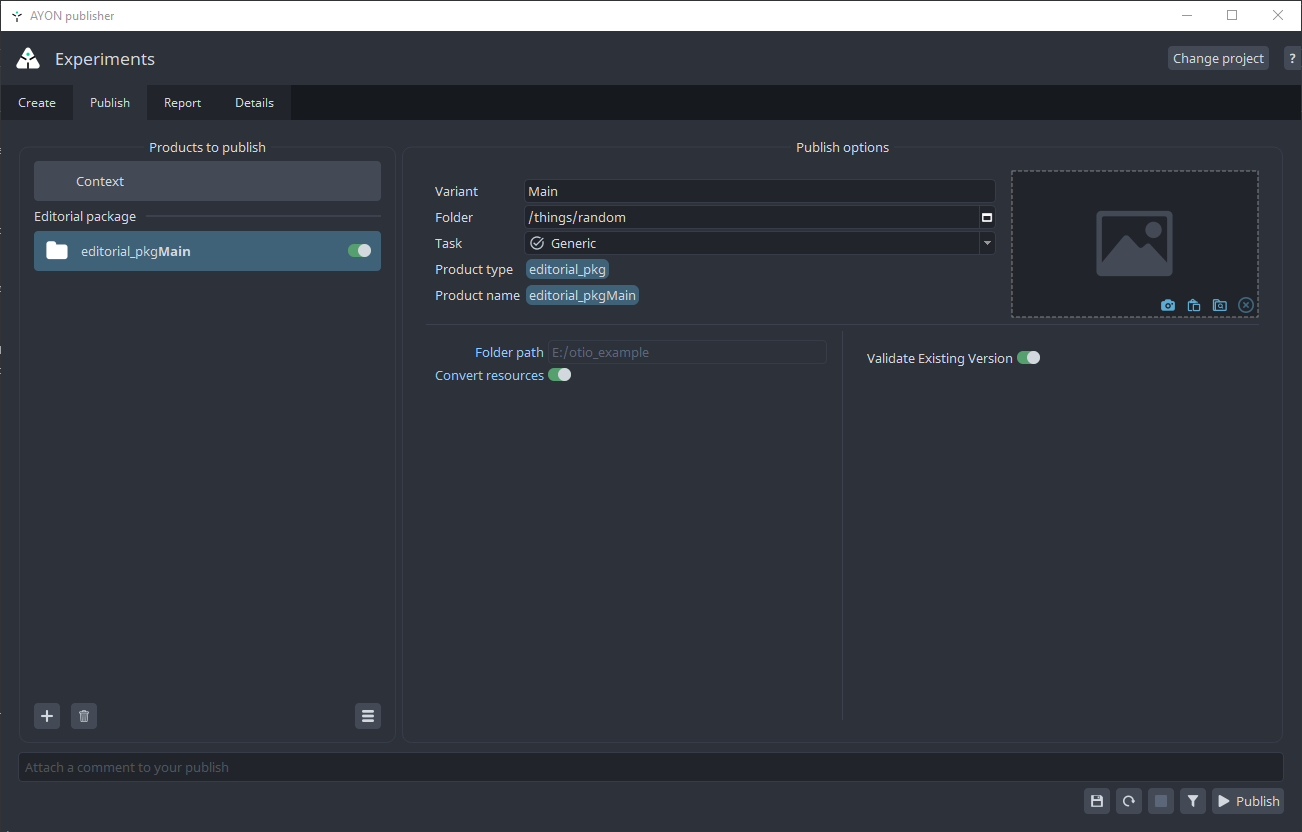 AYON publisher
Experiments
Change project
?
Create
Publish
Report
Details
Products to publish
Context
Editorial package
editorial_pkgMain
Publish options
Variant
Main
Folder
/things/random
Task
Generic
Product type
editorial_pkg
Product name
editorial_pkgMain
Folder path
E:/otio_example
Convert resources
Validate Existing Version
Attach a comment to your publish
Publish